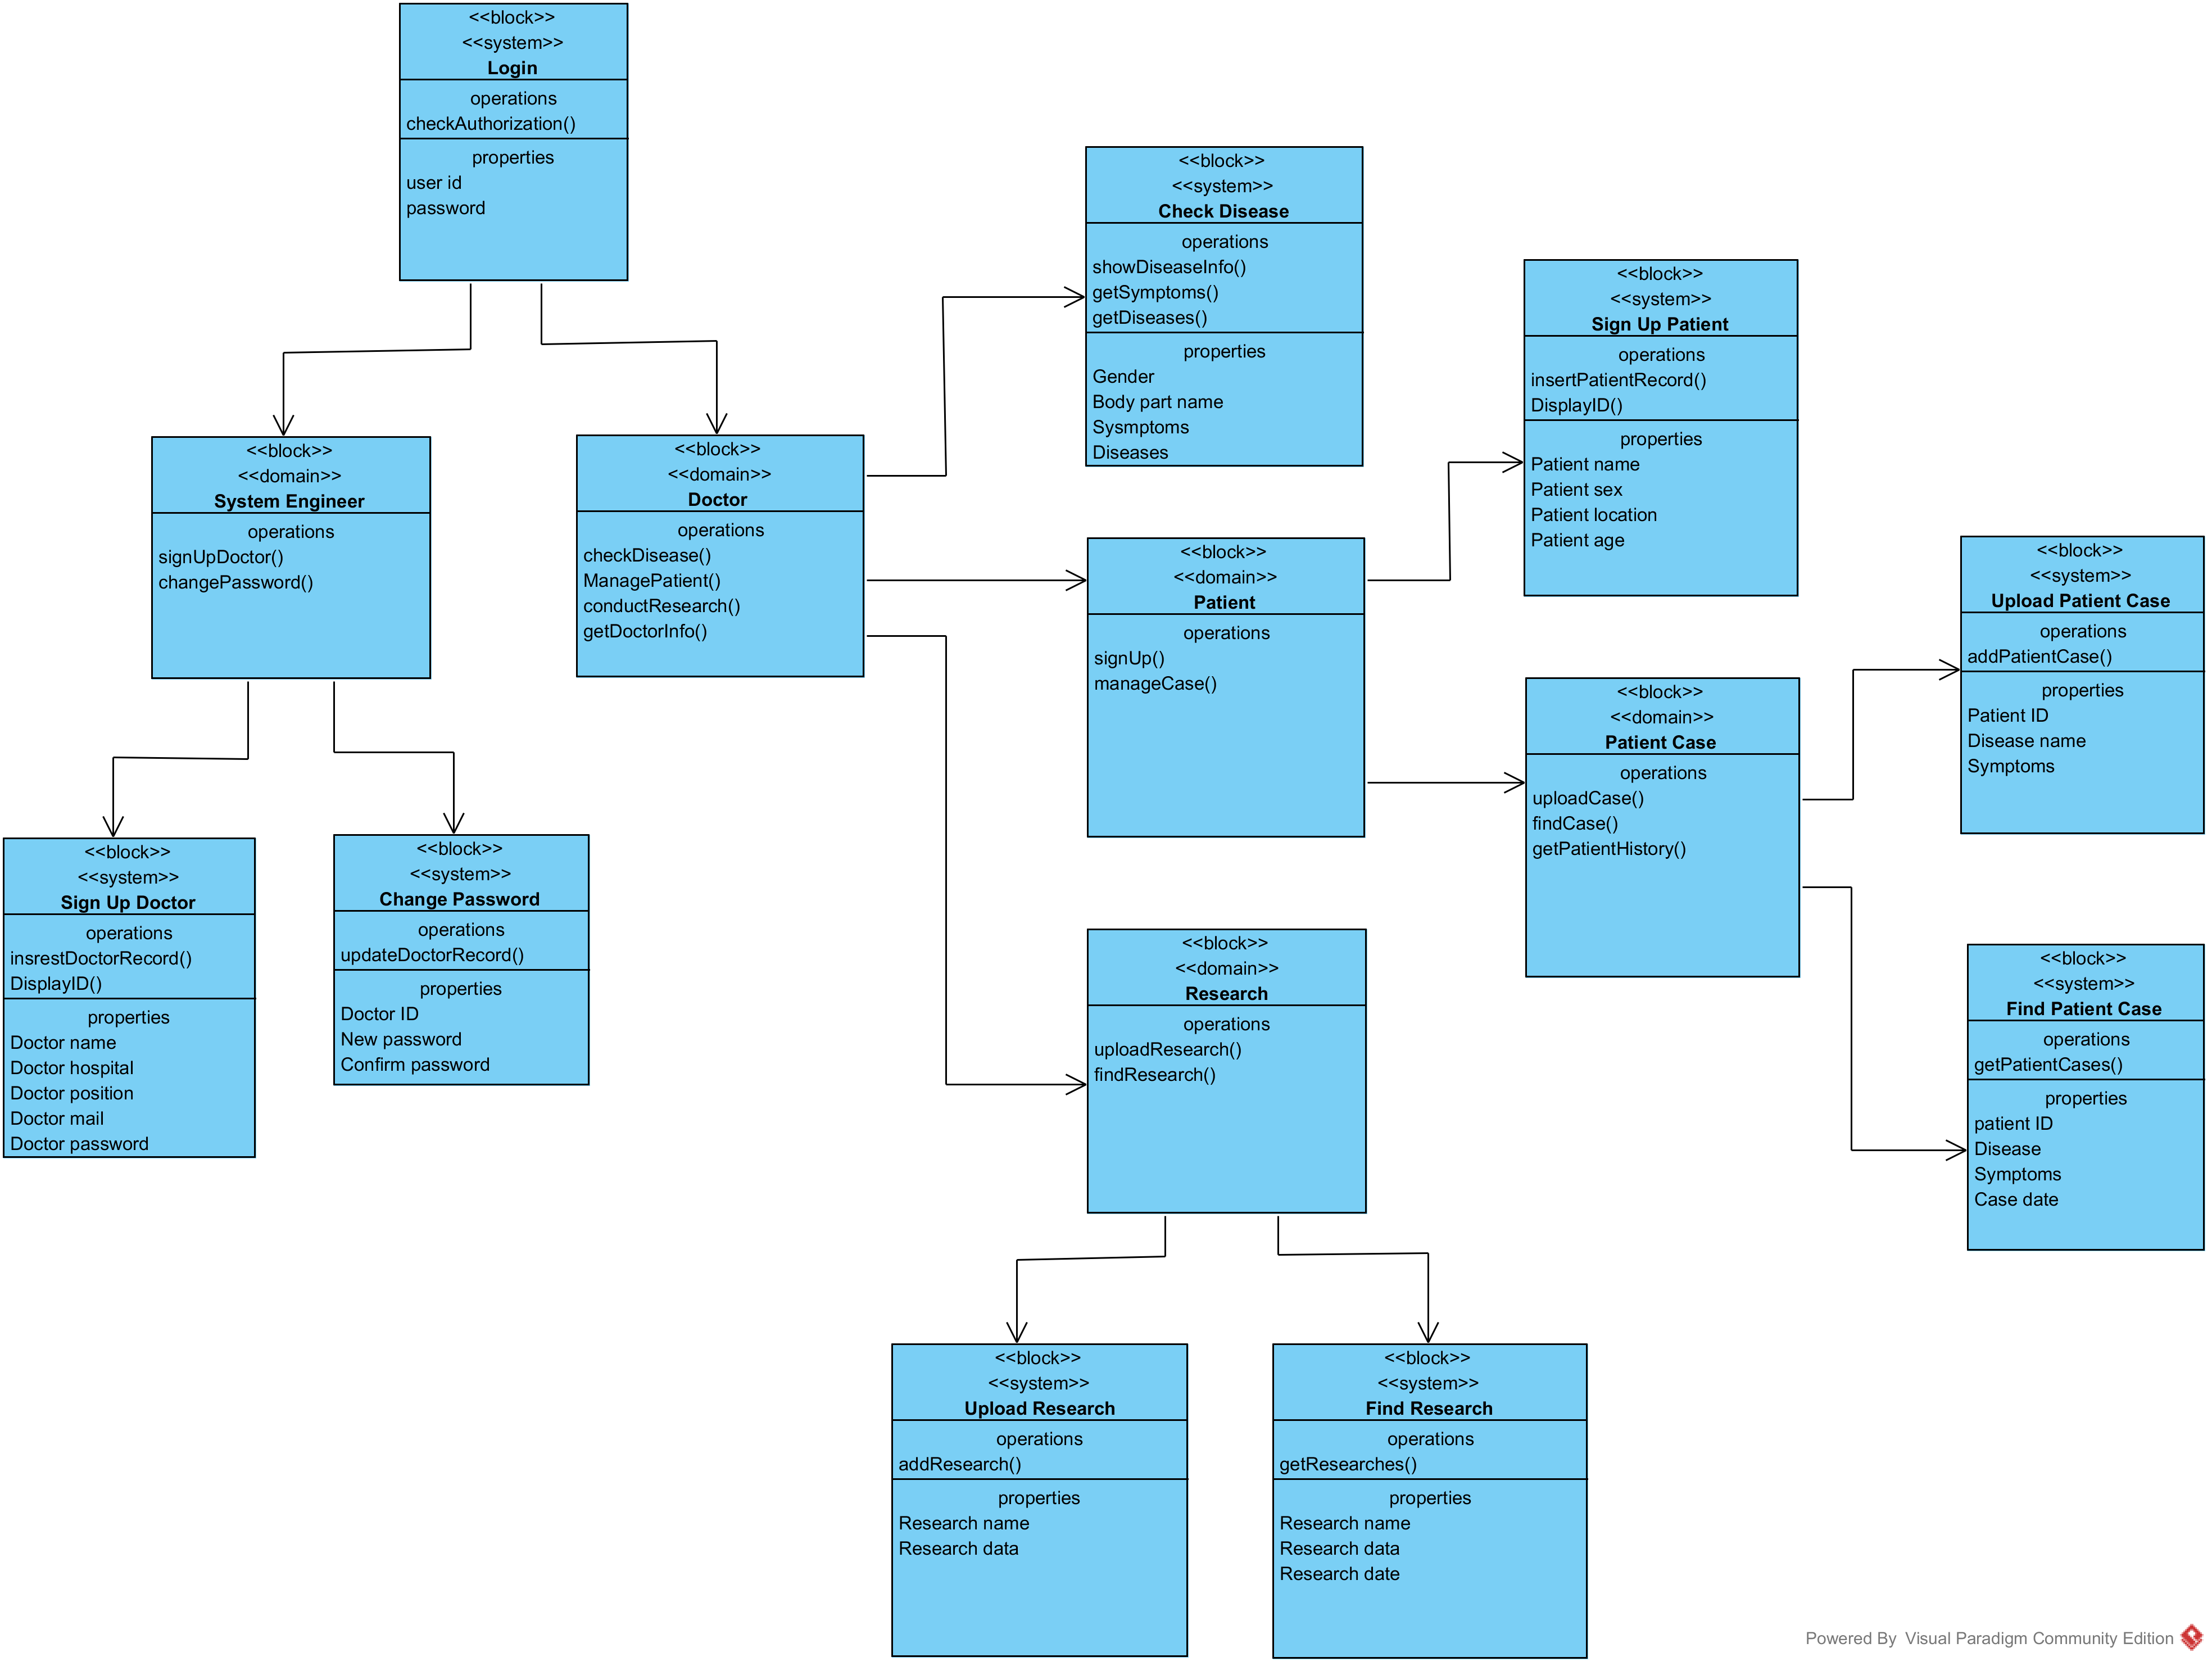 <<block>>
<<system>>
Login
operations
checkAuthorization()
properties
user id
password
<<block>>
<<domain>>
System Engineer
operations
signUpDoctor()
changePassword()
<<block>>
<<domain>>
Doctor
operations
checkDisease()
ManagePatient()
conductResearch()
getDoctorInfo()
<<block>>
<<system>>
Check Disease
operations
showDiseaseInfo()
getSymptoms()
getDiseases()
properties
Gender
Body part name
Sysmptoms
Diseases
<<block>>
<<system>>
Sign Up Patient
operations
insertPatientRecord()
DisplayID()
properties
Patient name
Patient sex
Patient location
Patient age
<<block>>
<<domain>>
Patient
operations
signUp()
manageCase()
<<block>>
<<system>>
Upload Patient Case
operations
addPatientCase()
properties
Patient ID
Disease name
Symptoms
<<block>>
<<domain>>
Patient Case
operations
uploadCase()
findCase()
getPatientHistory()
<<block>>
<<system>>
Sign Up Doctor
operations
insrestDoctorRecord()
DisplayID()
properties
Doctor name
Doctor hospital
Doctor position
Doctor mail
Doctor password
<<block>>
<<system>>
Change Password
operations
updateDoctorRecord()
properties
Doctor ID
New password
Confirm password
<<block>>
<<domain>>
Research
operations
uploadResearch()
findResearch()
<<block>>
<<system>>
Find Patient Case
operations
getPatientCases()
properties
patient ID
Disease
Symptoms
Case date
<<block>>
<<system>>
Upload Research
operations
addResearch()
properties
Research name
Research data
<<block>>
<<system>>
Find Research
operations
getResearches()
properties
Research name
Research data
Research date
Powered By Visual Paradigm Community Edition